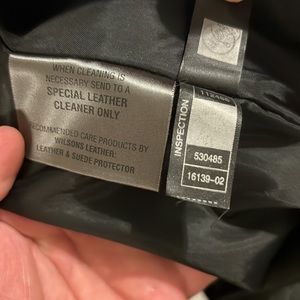 WHEN CLEANING IS
NECESSARY SEND TO A
SPECIAL LEATHER
CLEANER ONLY
RECOMMENDED CARE PRODUCTS BY
WILSONS LEATHER:
LEATHER & SUEDE PROTECTOR
INSPECTION
530485
16139-02